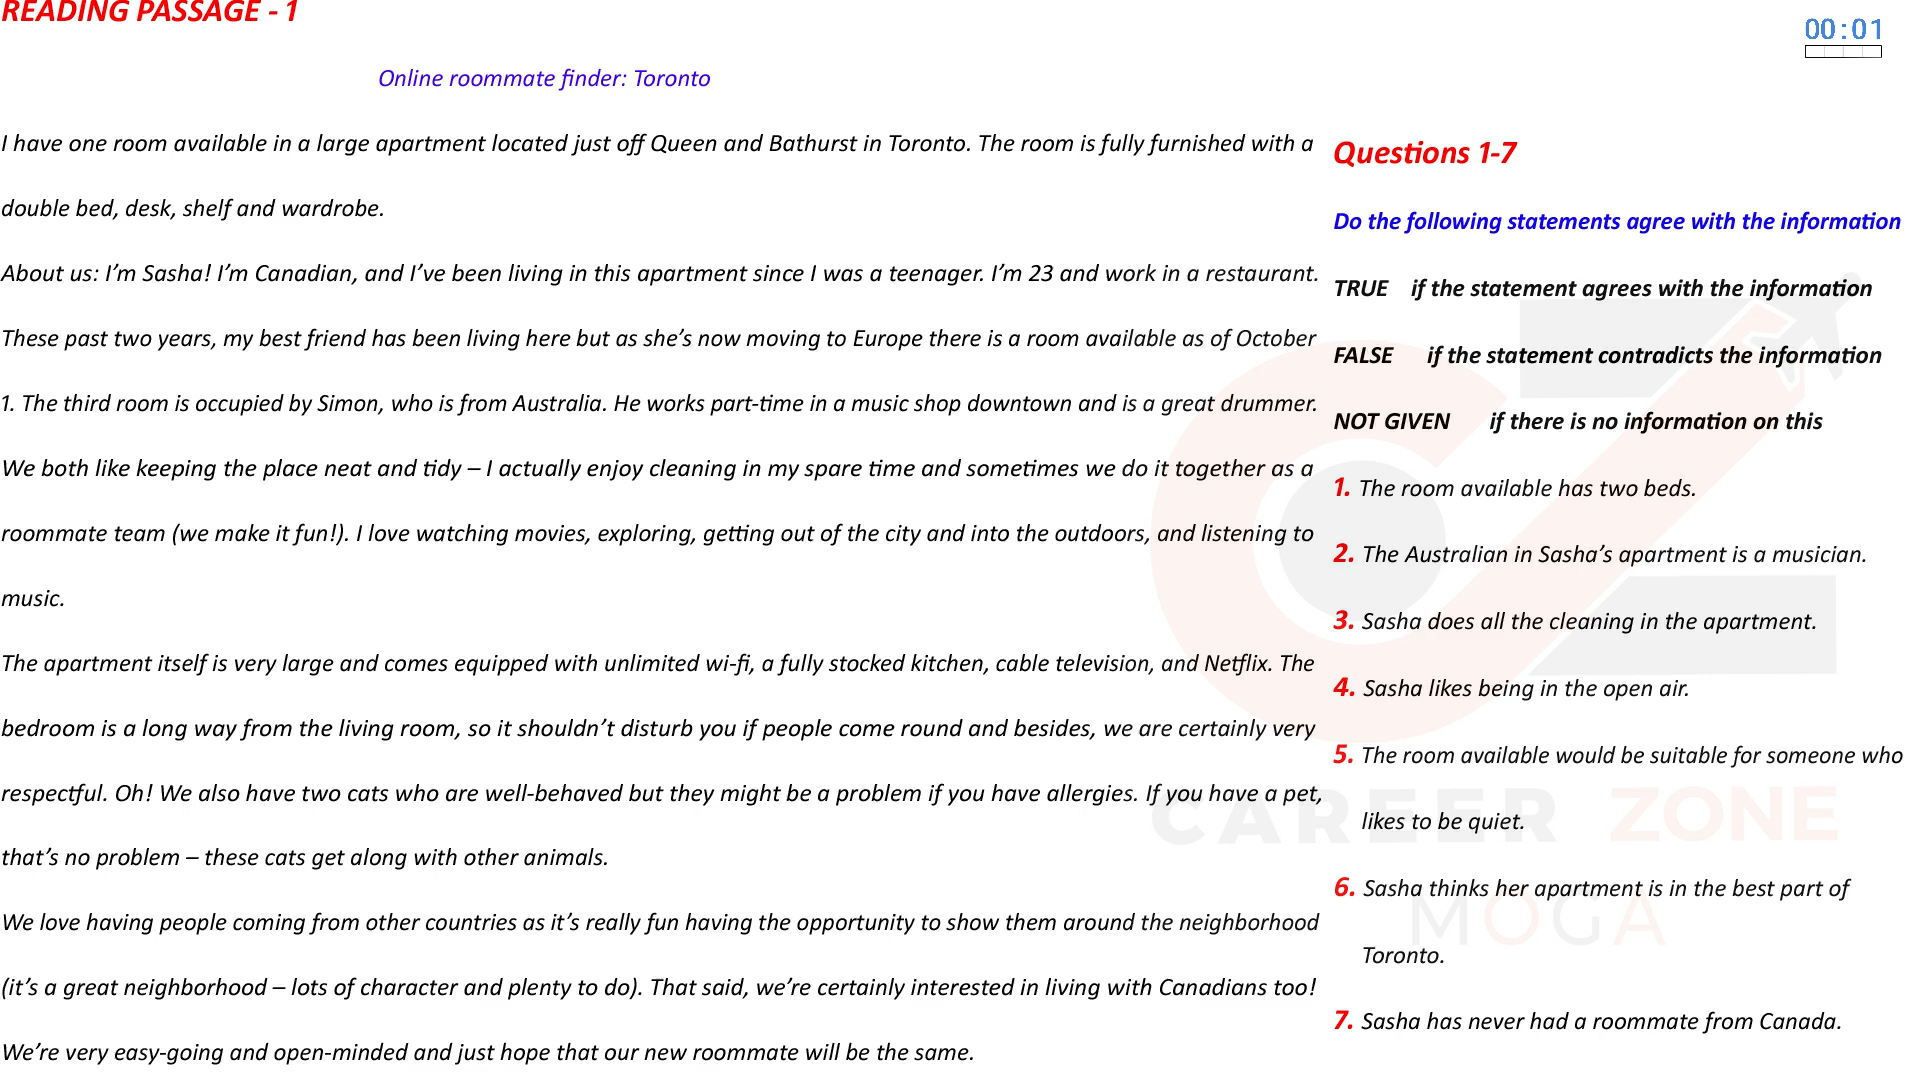 READING PASSAGE - 1
00:01
Online roommate finder: Toronto
I have one room available in a large apartment located just off Queen and Bathurst in Toronto. The room is fully furnished with a
double bed, desk, shelf and wardrobe.
About us: I’m Sasha! I’m Canadian, and I’ve been living in this apartment since I was a teenager. I’m 23 and work in a restaurant.
These past two years, my best friend has been living here but as she’s now moving to Europe there is a room available as of October
1. The third room is occupied by Simon, who is from Australia. He works part-time in a music shop downtown and is a great drummer.
We both like keeping the place neat and tidy – I actually enjoy cleaning in my spare time and sometimes we do it together as a
roommate team (we make it fun!). I love watching movies, exploring, getting out of the city and into the outdoors, and listening to
music.
The apartment itself is very large and comes equipped with unlimited wi-fi, a fully stocked kitchen, cable television, and Netflix. The
bedroom is a long way from the living room, so it shouldn’t disturb you if people come round and besides, we are certainly very
respectful. Oh! We also have two cats who are well-behaved but they might be a problem if you have allergies. If you have a pet,
that’s no problem – these cats get along with other animals.
We love having people coming from other countries as it’s really fun having the opportunity to show them around the neighborhood
(it’s a great neighborhood – lots of character and plenty to do). That said, we’re certainly interested in living with Canadians too!
We’re very easy-going and open-minded and just hope that our new roommate will be the same.
Questions 1-7
Do the following statements agree with the information
TRUE if the statement agrees with the information
FALSE if the statement contradicts the information
NOT GIVEN if there is no information on this
1. The room available has two beds.
2. The Australian in Sasha’s apartment is a musician.
3. Sasha does all the cleaning in the apartment.
4. Sasha likes being in the open air.
5. The room available would be suitable for someone who
likes to be quiet.
6. Sasha thinks her apartment is in the best part of
Toronto.
7. Sasha has never had a roommate from Canada.
CAREER ZONE
MOGA